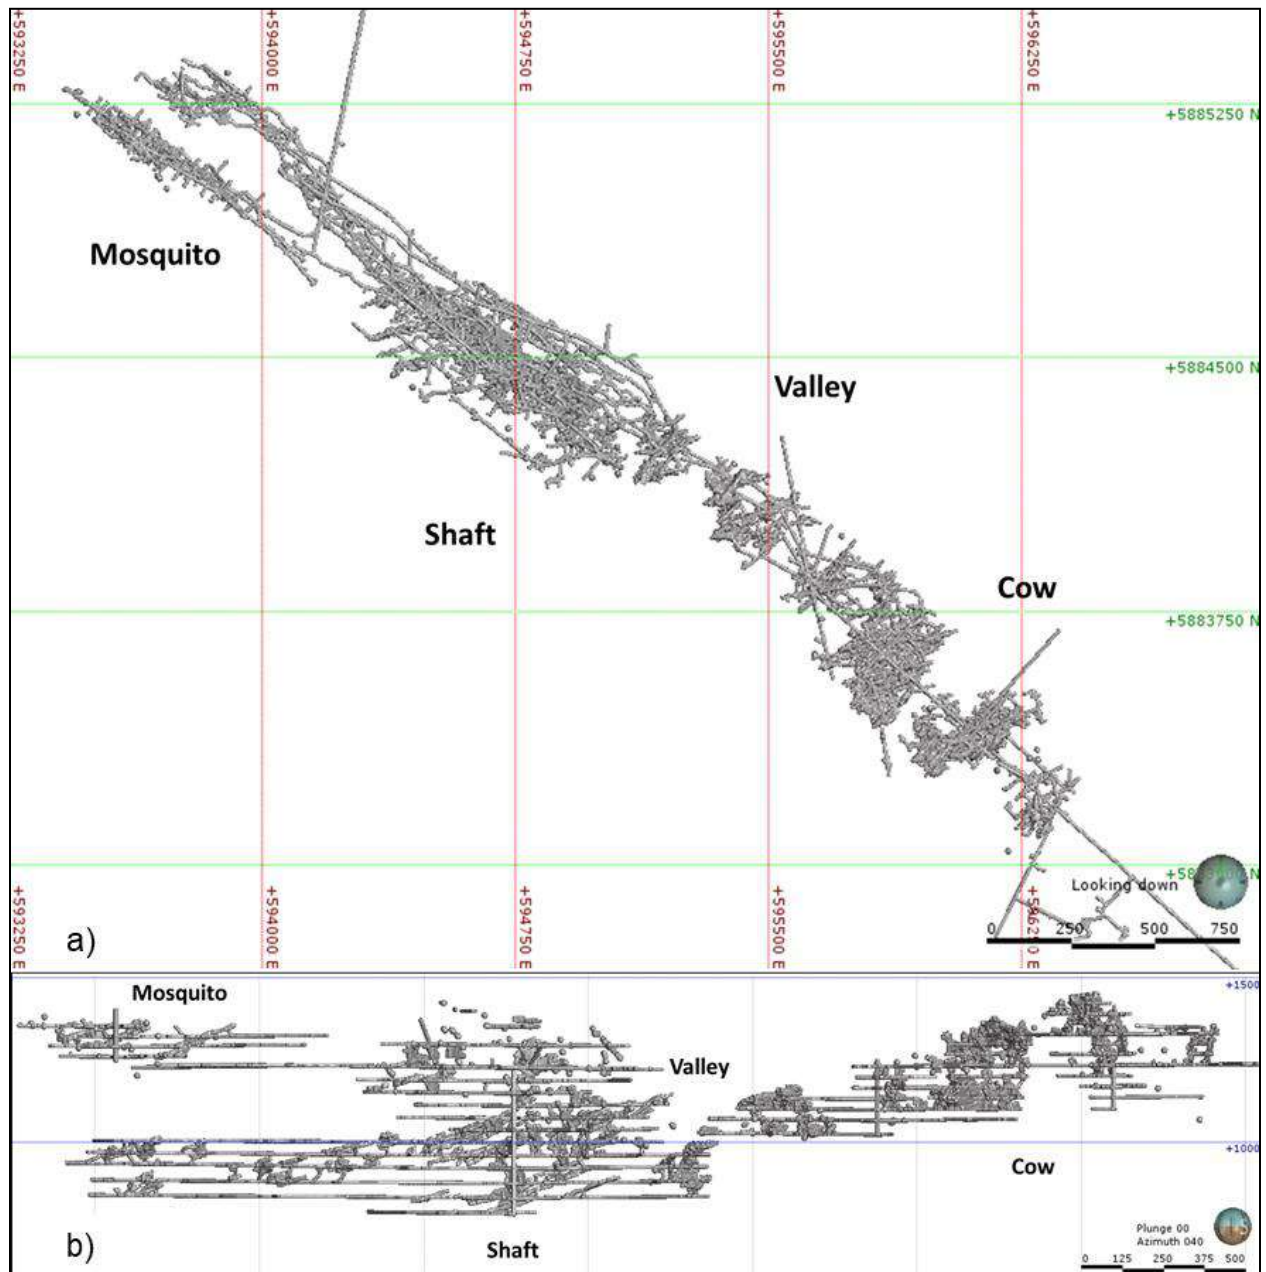 +593250 E
+594000 E
+594750 E
+595500 E
+596250 E
+5885250 N
Mosquito
+5884500 N
Valley
Shaft
Cow
+5883750 N
Looking down
0 250 500 750
+593250 E
+594000 E
+594750 E
+595500 E
a)
Mosquito
+1500
Valley
+1000
Cow
Plunge 00
Azimuth 040
b)
Shaft
0 125 250 375 500